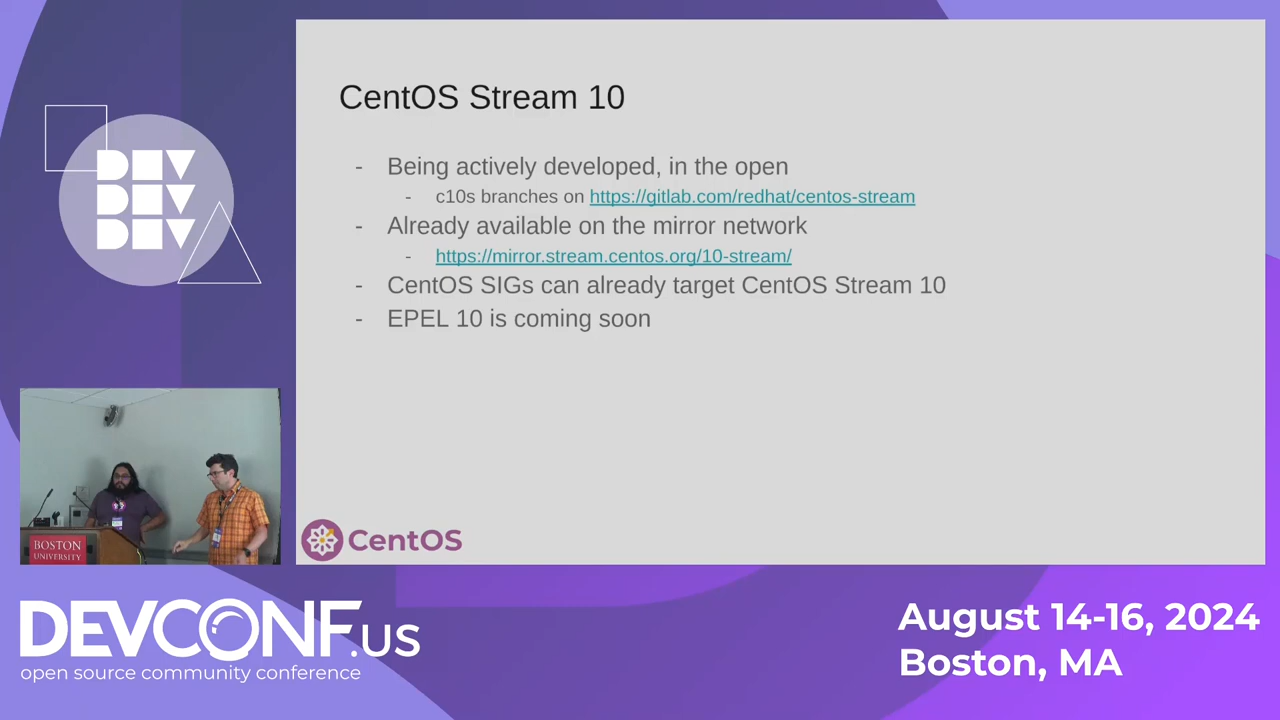 DEV
DEV
DEV
CentOS Stream 10
- Being actively developed, in the open
- c10s branches on https://gitlab.com/redhat/centos-stream
- Already available on the mirror network
- https://mirror.stream.centos.org/10-stream/
- CentOS SIGs can already target CentOS Stream 10
- EPEL 10 is coming soon
CentOS
BOSTON
UNIVERSITY
DEVCONF.US
open source community conference
August 14-16, 2024
Boston, MA